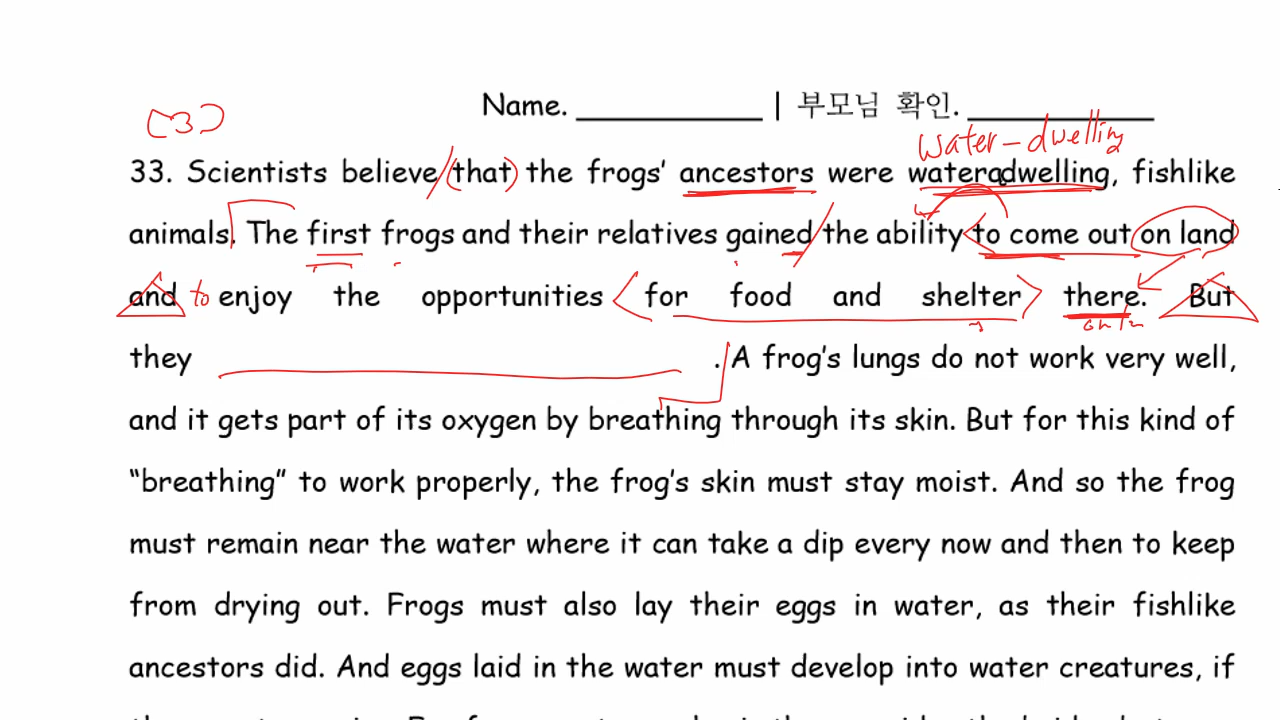 (3)
Name. ____________ | 부모님 확인. ____________
water-dwelling
33. Scientists believe (that) the frogs' ancestors were wateradwelling, fishlike
animals. The first frogs and their relatives gained the ability to come out on land
and to enjoy the opportunities for food and shelter there. But
on land
they ____________ . A frog's lungs do not work very well,
and it gets part of its oxygen by breathing through its skin. But for this kind of
“breathing” to work properly, the frog's skin must stay moist. And so the frog
must remain near the water where it can take a dip every now and then to keep
from drying out. Frogs must also lay their eggs in water, as their fishlike
ancestors did. And eggs laid in the water must develop into water creatures, if